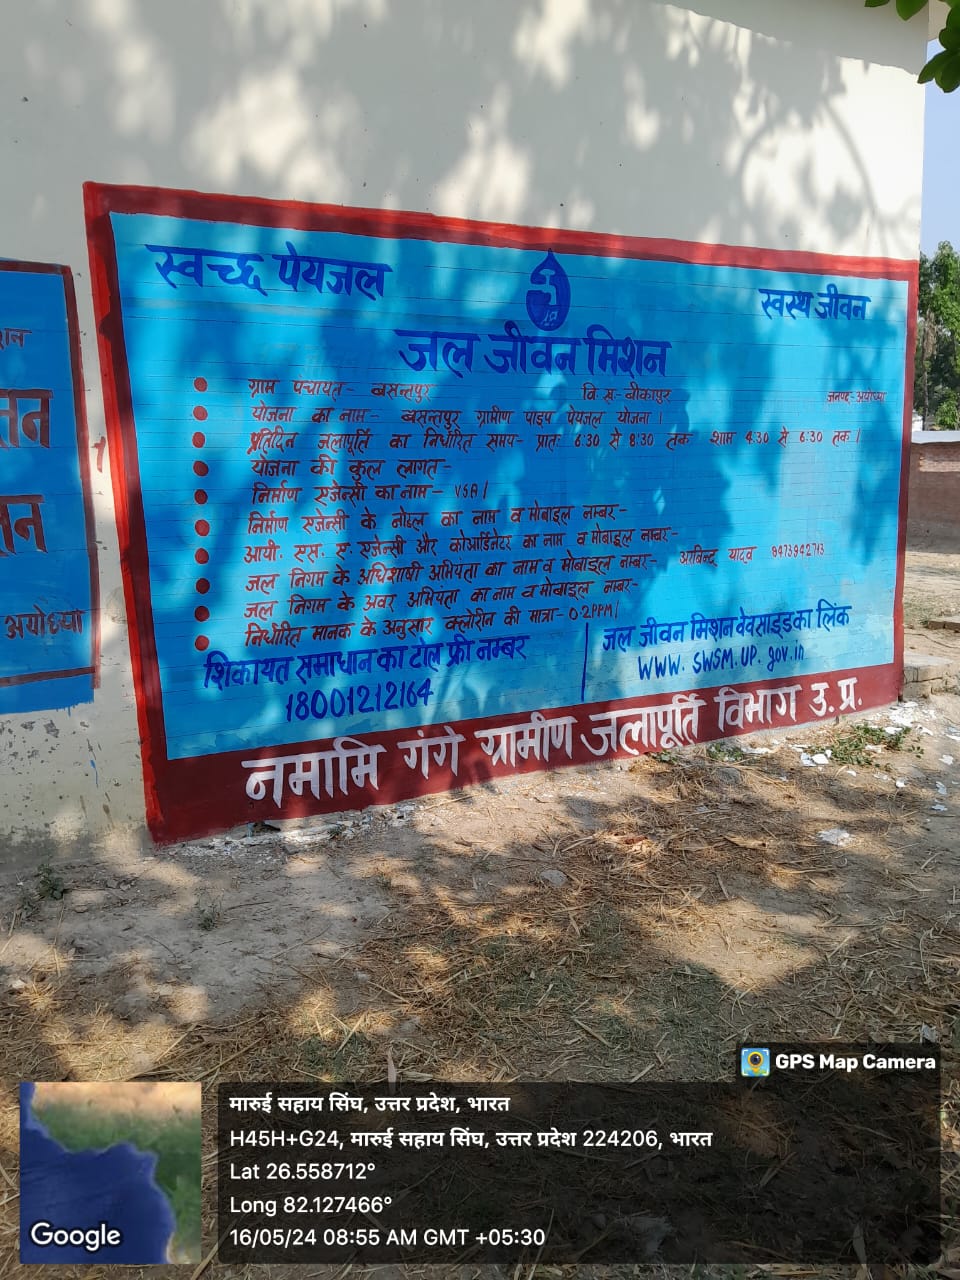 स्वच्छ पेयजल
स्वस्थ जीवन
जल जीवन मिशन
ग्राम पंचायत- बसन्तपुर वि.ख.- बीकापुर जनपद-अयोध्या
योजना का नाम- बसन्तपुर ग्रामीण पाइप पेयजल योजना।
प्रतिदिन जलापूर्ति का निर्धारित समय- प्रातः 6:30 से 8:30 तक शाम 4:30 से 6:30 तक।
योजना की कुल लागत-
निर्माण एजेन्सी का नाम- VSA।
निर्माण एजेन्सी के नोडल का नाम व मोबाइल नम्बर-
आयी. एस. ए. एजेन्सी और कोआर्डिनेटर का नाम व मोबाइल नम्बर-
जल निगम के अधिशाषी अभियंता का नाम व मोबाइल नम्बर- अरविन्द यादव 8473942713
जल निगम के अवर अभियंता का नाम व मोबाइल नम्बर-
निर्धारित मानक के अनुसार क्लोरीन की मात्रा- 0.2PPM।
शिकायत समाधान का टोल फ्री नम्बर
18001212164
जल जीवन मिशन वेवसाइड का लिंक
WWW. SWSM.UP. gov.in
नमामि गंगे ग्रामीण जलापूर्ति विभाग उ.प्र.
अयोध्या
GPS Map Camera
मारुई सहाय सिंघ, उत्तर प्रदेश, भारत
H45H+G24, मारुई सहाय सिंघ, उत्तर प्रदेश 224206, भारत
Lat 26.558712°
Long 82.127466°
16/05/24 08:55 AM GMT +05:30
Google